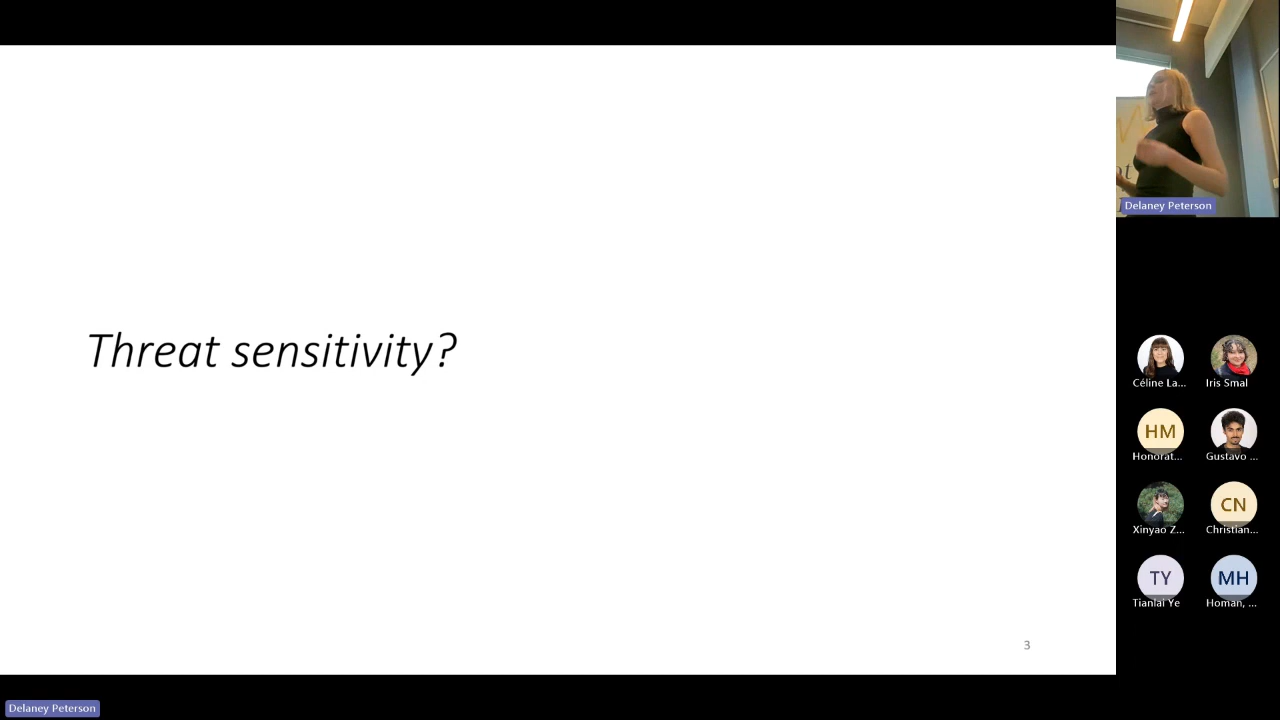 Threat sensitivity?
3
Delaney Peterson
Céline La...
Iris Smal
HM
Honorat...
Gustavo ...
Xinyao Z...
CN
Christian...
TY
Tianlai Ye
MH
Homan, ...
Delaney Peterson